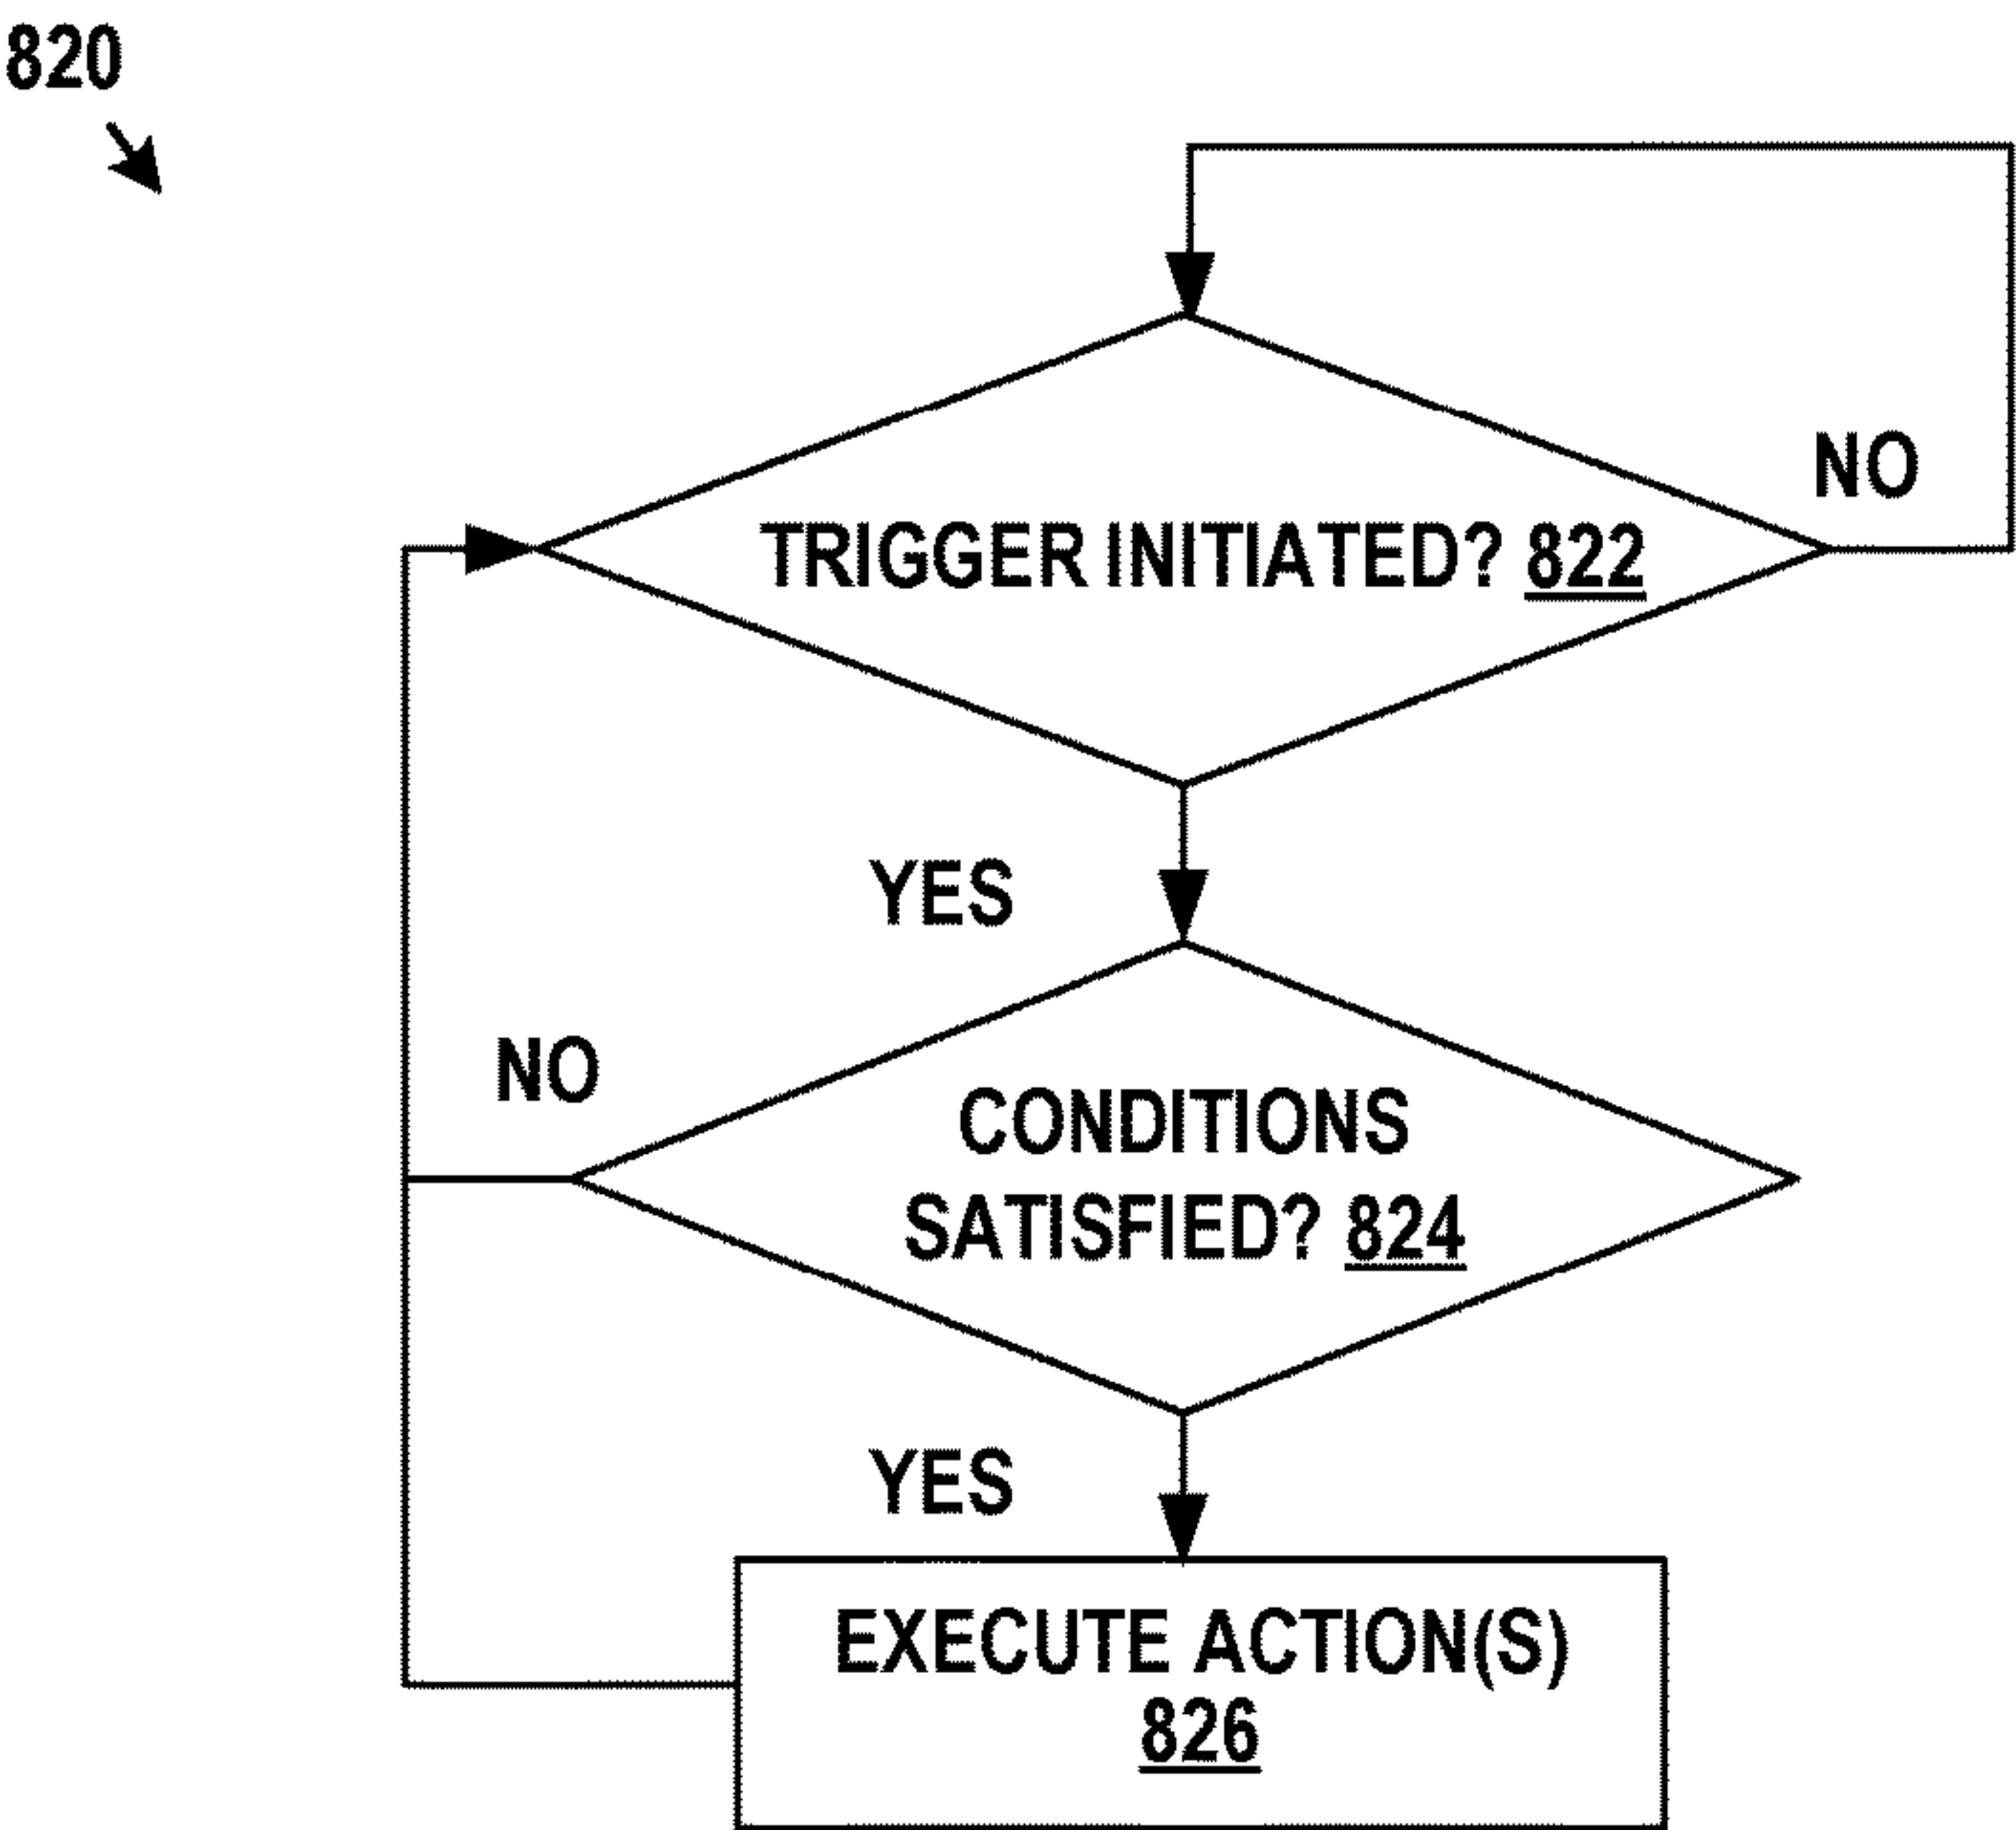 820
NO
TRIGGER INITIATED? 822
YES
NO
CONDITIONS
SATISFIED? 824
YES
EXECUTE ACTION(S)
826